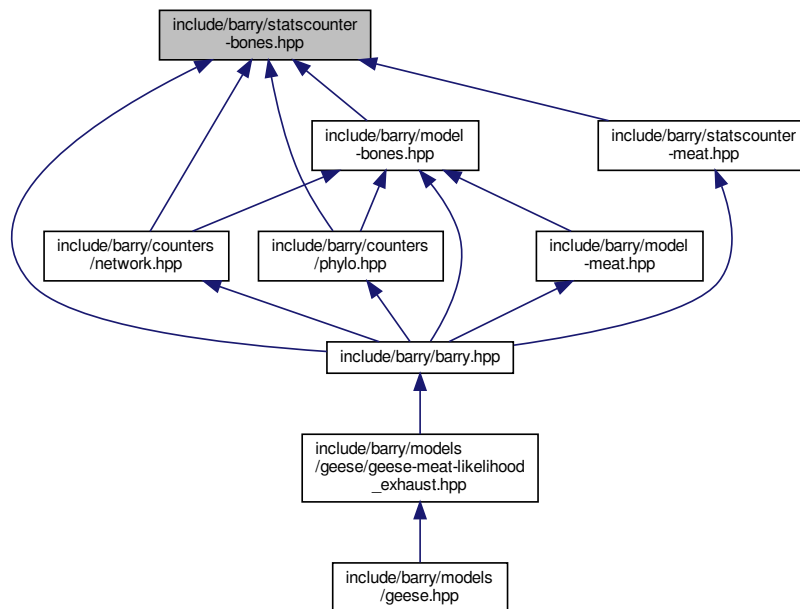 include/barry/statscounter
-bones.hpp
include/barry/model
-bones.hpp
include/barry/statscounter
-meat.hpp
include/barry/counters
/network.hpp
include/barry/counters
/phylo.hpp
include/barry/model
-meat.hpp
include/barry/barry.hpp
include/barry/models
/geese/geese-meat-likelihood
_exhaust.hpp
include/barry/models
/geese.hpp